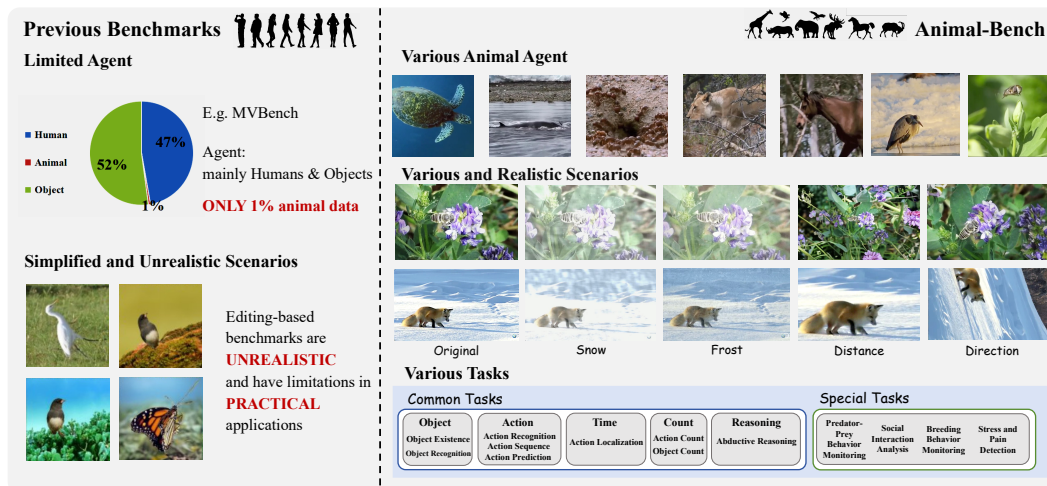 Previous Benchmarks
Limited Agent
Human
Animal
Object
47%
52%
1%
E.g. MVBench
Agent:
mainly Humans & Objects
ONLY 1% animal data
Simplified and Unrealistic Scenarios
Editing-based
benchmarks are
UNREALISTIC
and have limitations in
PRACTICAL
applications
Animal-Bench
Various Animal Agent
Various and Realistic Scenarios
Original
Snow
Frost
Distance
Direction
Various Tasks
Common Tasks
Object
Object Existence
Object Recognition
Action
Action Recognition
Action Sequence
Action Prediction
Time
Action Localization
Count
Action Count
Object Count
Reasoning
Abductive Reasoning
Special Tasks
Predator-
Prey
Behavior
Monitoring
Social
Interaction
Analysis
Breeding
Behavior
Monitoring
Stress and
Pain
Detection